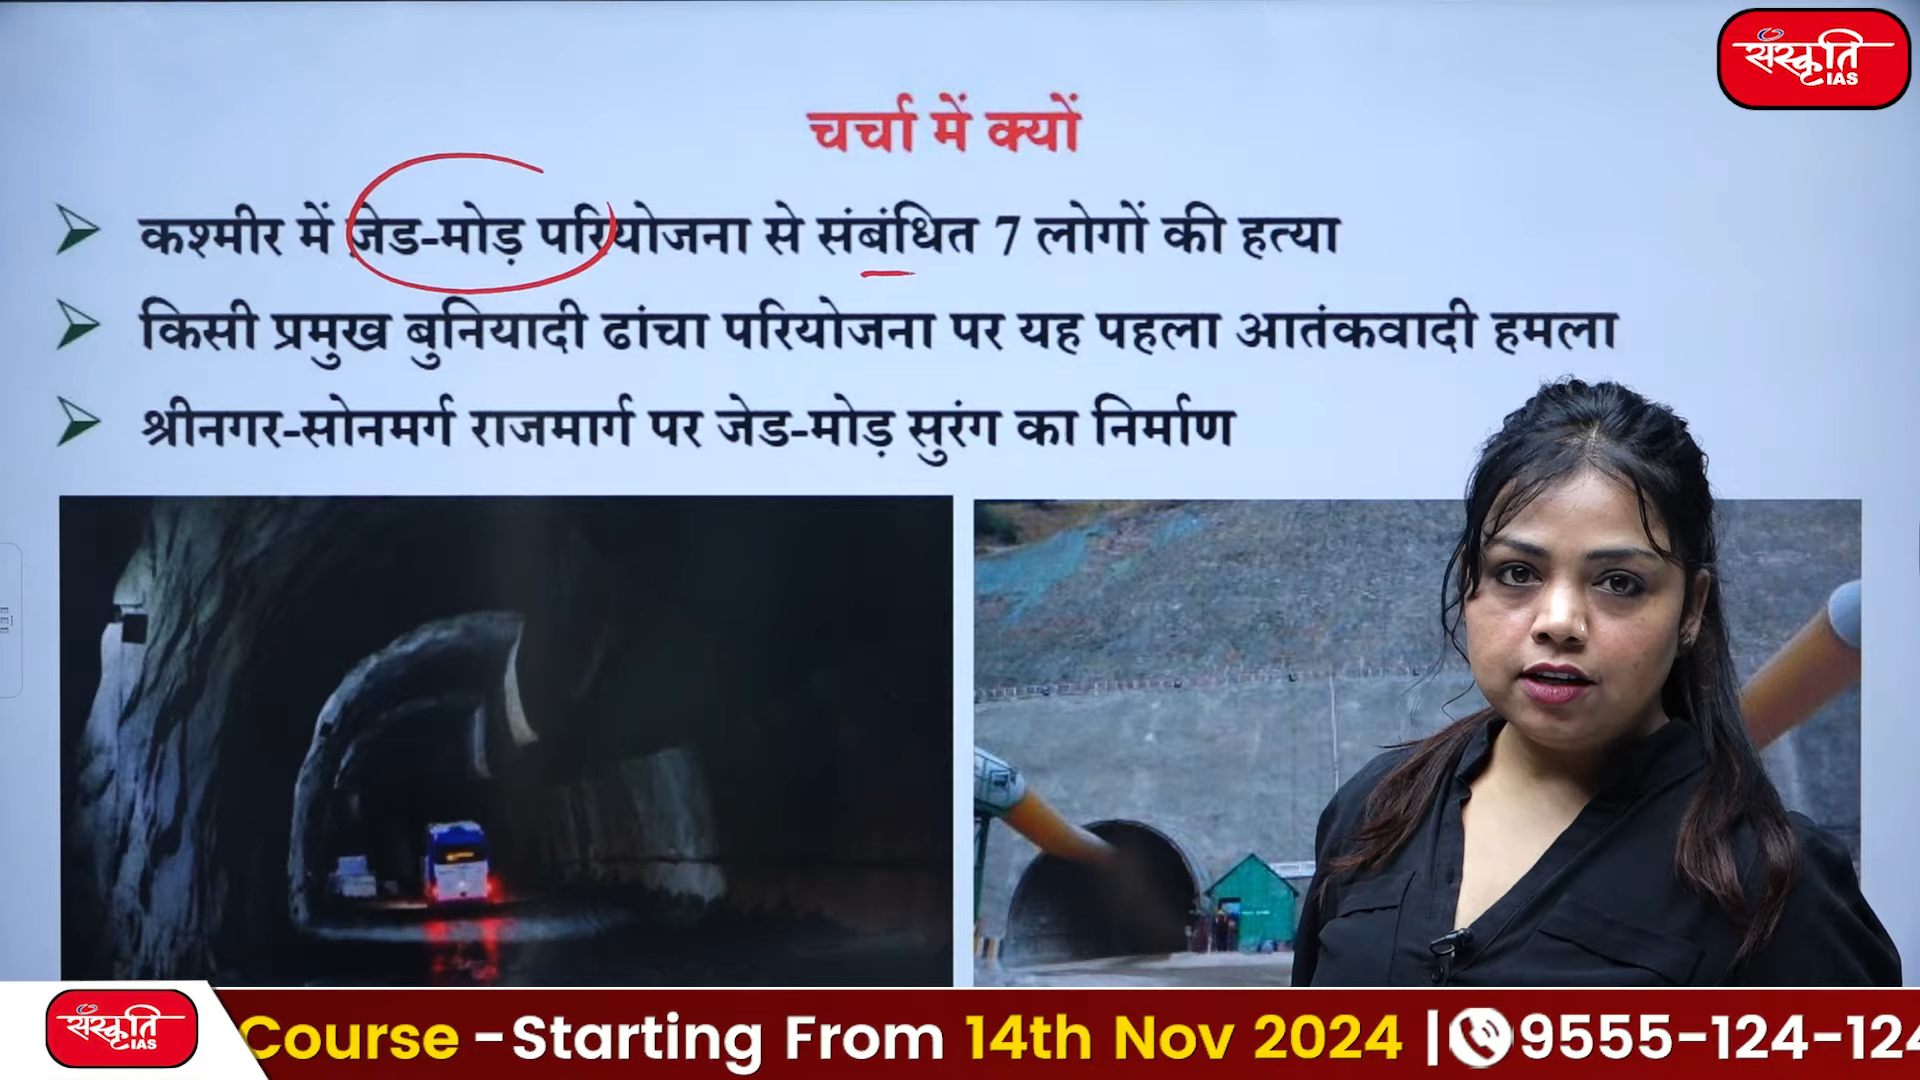 संस्कृति
IAS
चर्चा में क्यों
कश्मीर में जेड-मोड़ परियोजना से संबंधित 7 लोगों की हत्या
किसी प्रमुख बुनियादी ढांचा परियोजना पर यह पहला आतंकवादी हमला
श्रीनगर-सोनमर्ग राजमार्ग पर जेड-मोड़ सुरंग का निर्माण
संस्कृति
IAS
Course - Starting From 14th Nov 2024 | 9555-124-124